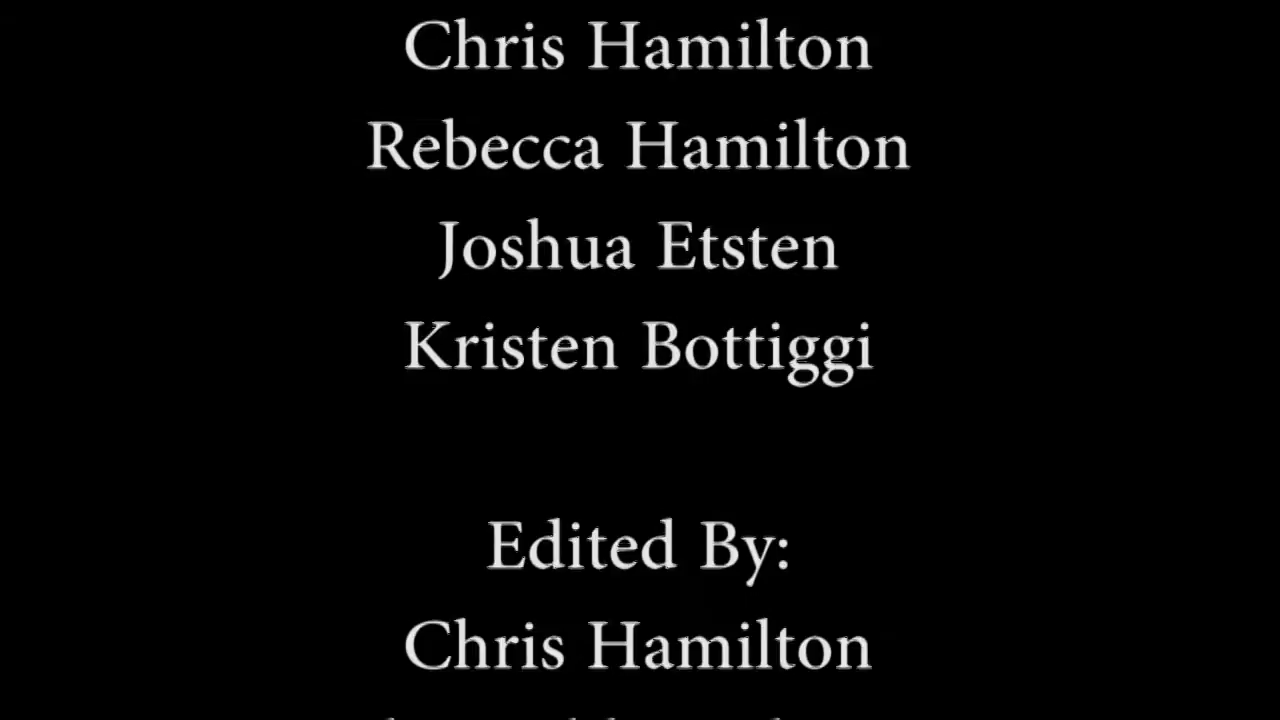 Chris Hamilton
Rebecca Hamilton
Joshua Etsten
Kristen Bottiggi
Edited By:
Chris Hamilton